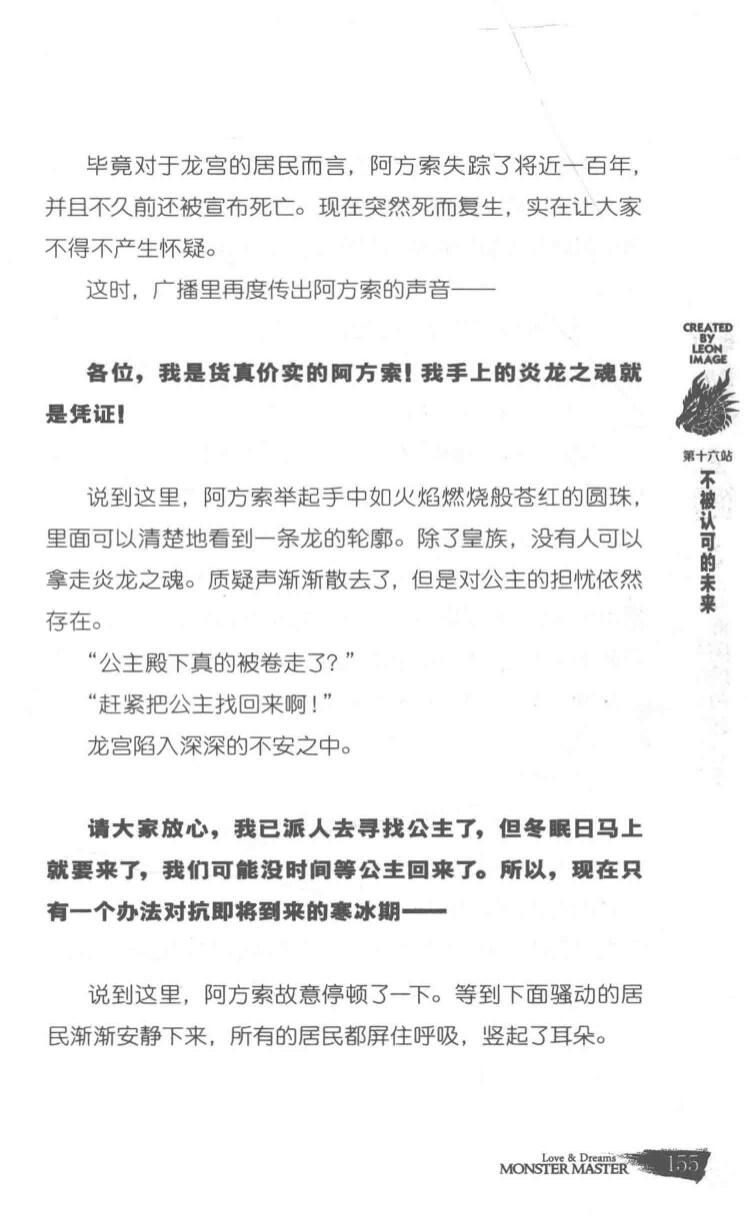 毕竟对于龙宫的居民而言，阿方索失踪了将近一百年，
并且不久前还被宣布死亡。现在突然死而复生，实在让大家
不得不产生怀疑。
这时，广播里再度传出阿方索的声音——
各位，我是货真价实的阿方索！我手上的炎龙之魂就
是凭证！
说到这里，阿方索举起手中如火焰燃烧般苍红的圆珠，
里面可以清楚地看到一条龙的轮廓。除了皇族，没有人可以
拿走炎龙之魂。质疑声渐渐散去了，但是对公主的担忧依然
存在。
“公主殿下真的被卷走了？”
“赶紧把公主找回来啊！”
龙宫陷入深深的不安之中。
请大家放心，我已派人去寻找公主了，但冬眠日马上
就要来了，我们可能没时间等公主回来了。所以，现在只
有一个办法对抗即将到来的寒冰期——
说到这里，阿方索故意停顿了一下。等到下面骚动的居
民渐渐安静下来，所有的居民都屏住呼吸，竖起了耳朵。
CREATED
BY
LEON
IMAGE
第十六站
不被认可的未来
Love & Dreams
MONSTER MASTER
155